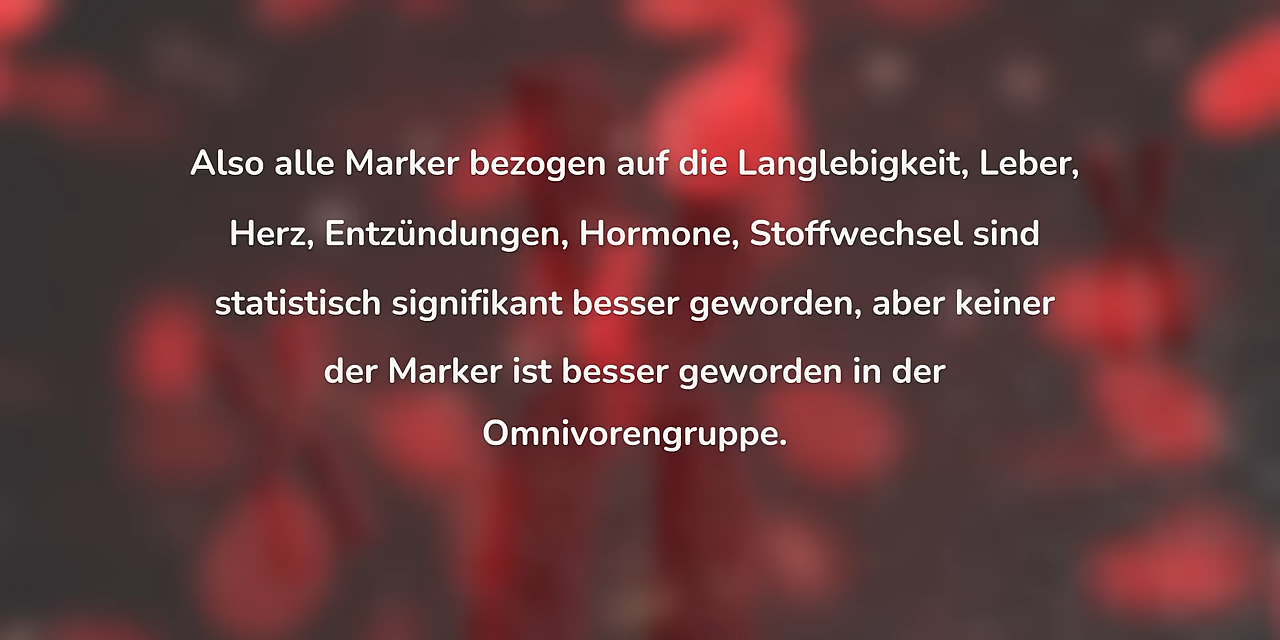 Also alle Marker bezogen auf die Langlebigkeit, Leber,
Herz, Entzündungen, Hormone, Stoffwechsel sind
statistisch signifikant besser geworden, aber keiner
der Marker ist besser geworden in der
Omnivorengruppe.